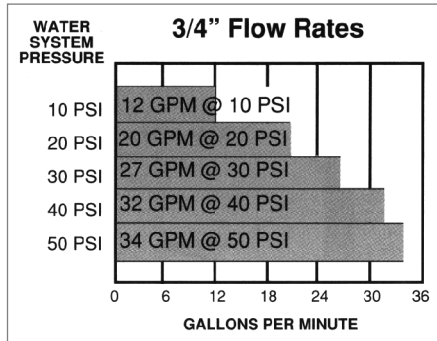 3/4” Flow Rates
WATER
SYSTEM
PRESSURE
10 PSI
12 GPM @ 10 PSI
20 PSI
20 GPM @ 20 PSI
30 PSI
27 GPM @ 30 PSI
40 PSI
32 GPM @ 40 PSI
50 PSI
34 GPM @ 50 PSI
0 6 12 18 24 30 36
GALLONS PER MINUTE